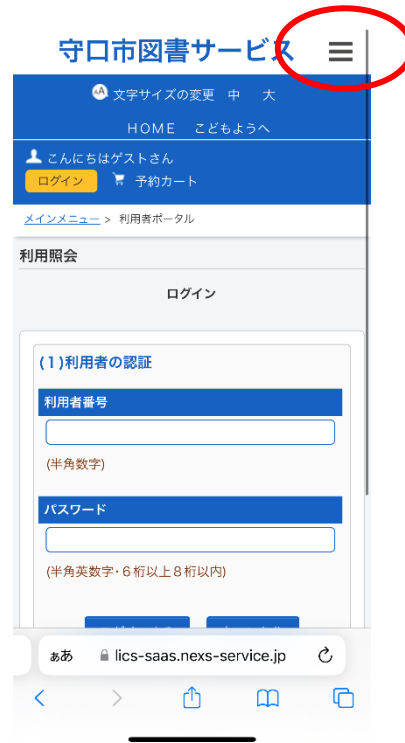 守口市図書サービス
文字サイズの変更 中 大
HOME こどもようへ
こんにちはゲストさん
ログイン 予約カート
メインメニュー > 利用者ポータル
利用照会
ログイン
(1)利用者の認証
利用者番号
(半角数字)
パスワード
(半角英数字・6桁以上8桁以内)
ああ lics-saas.nexs-service.jp